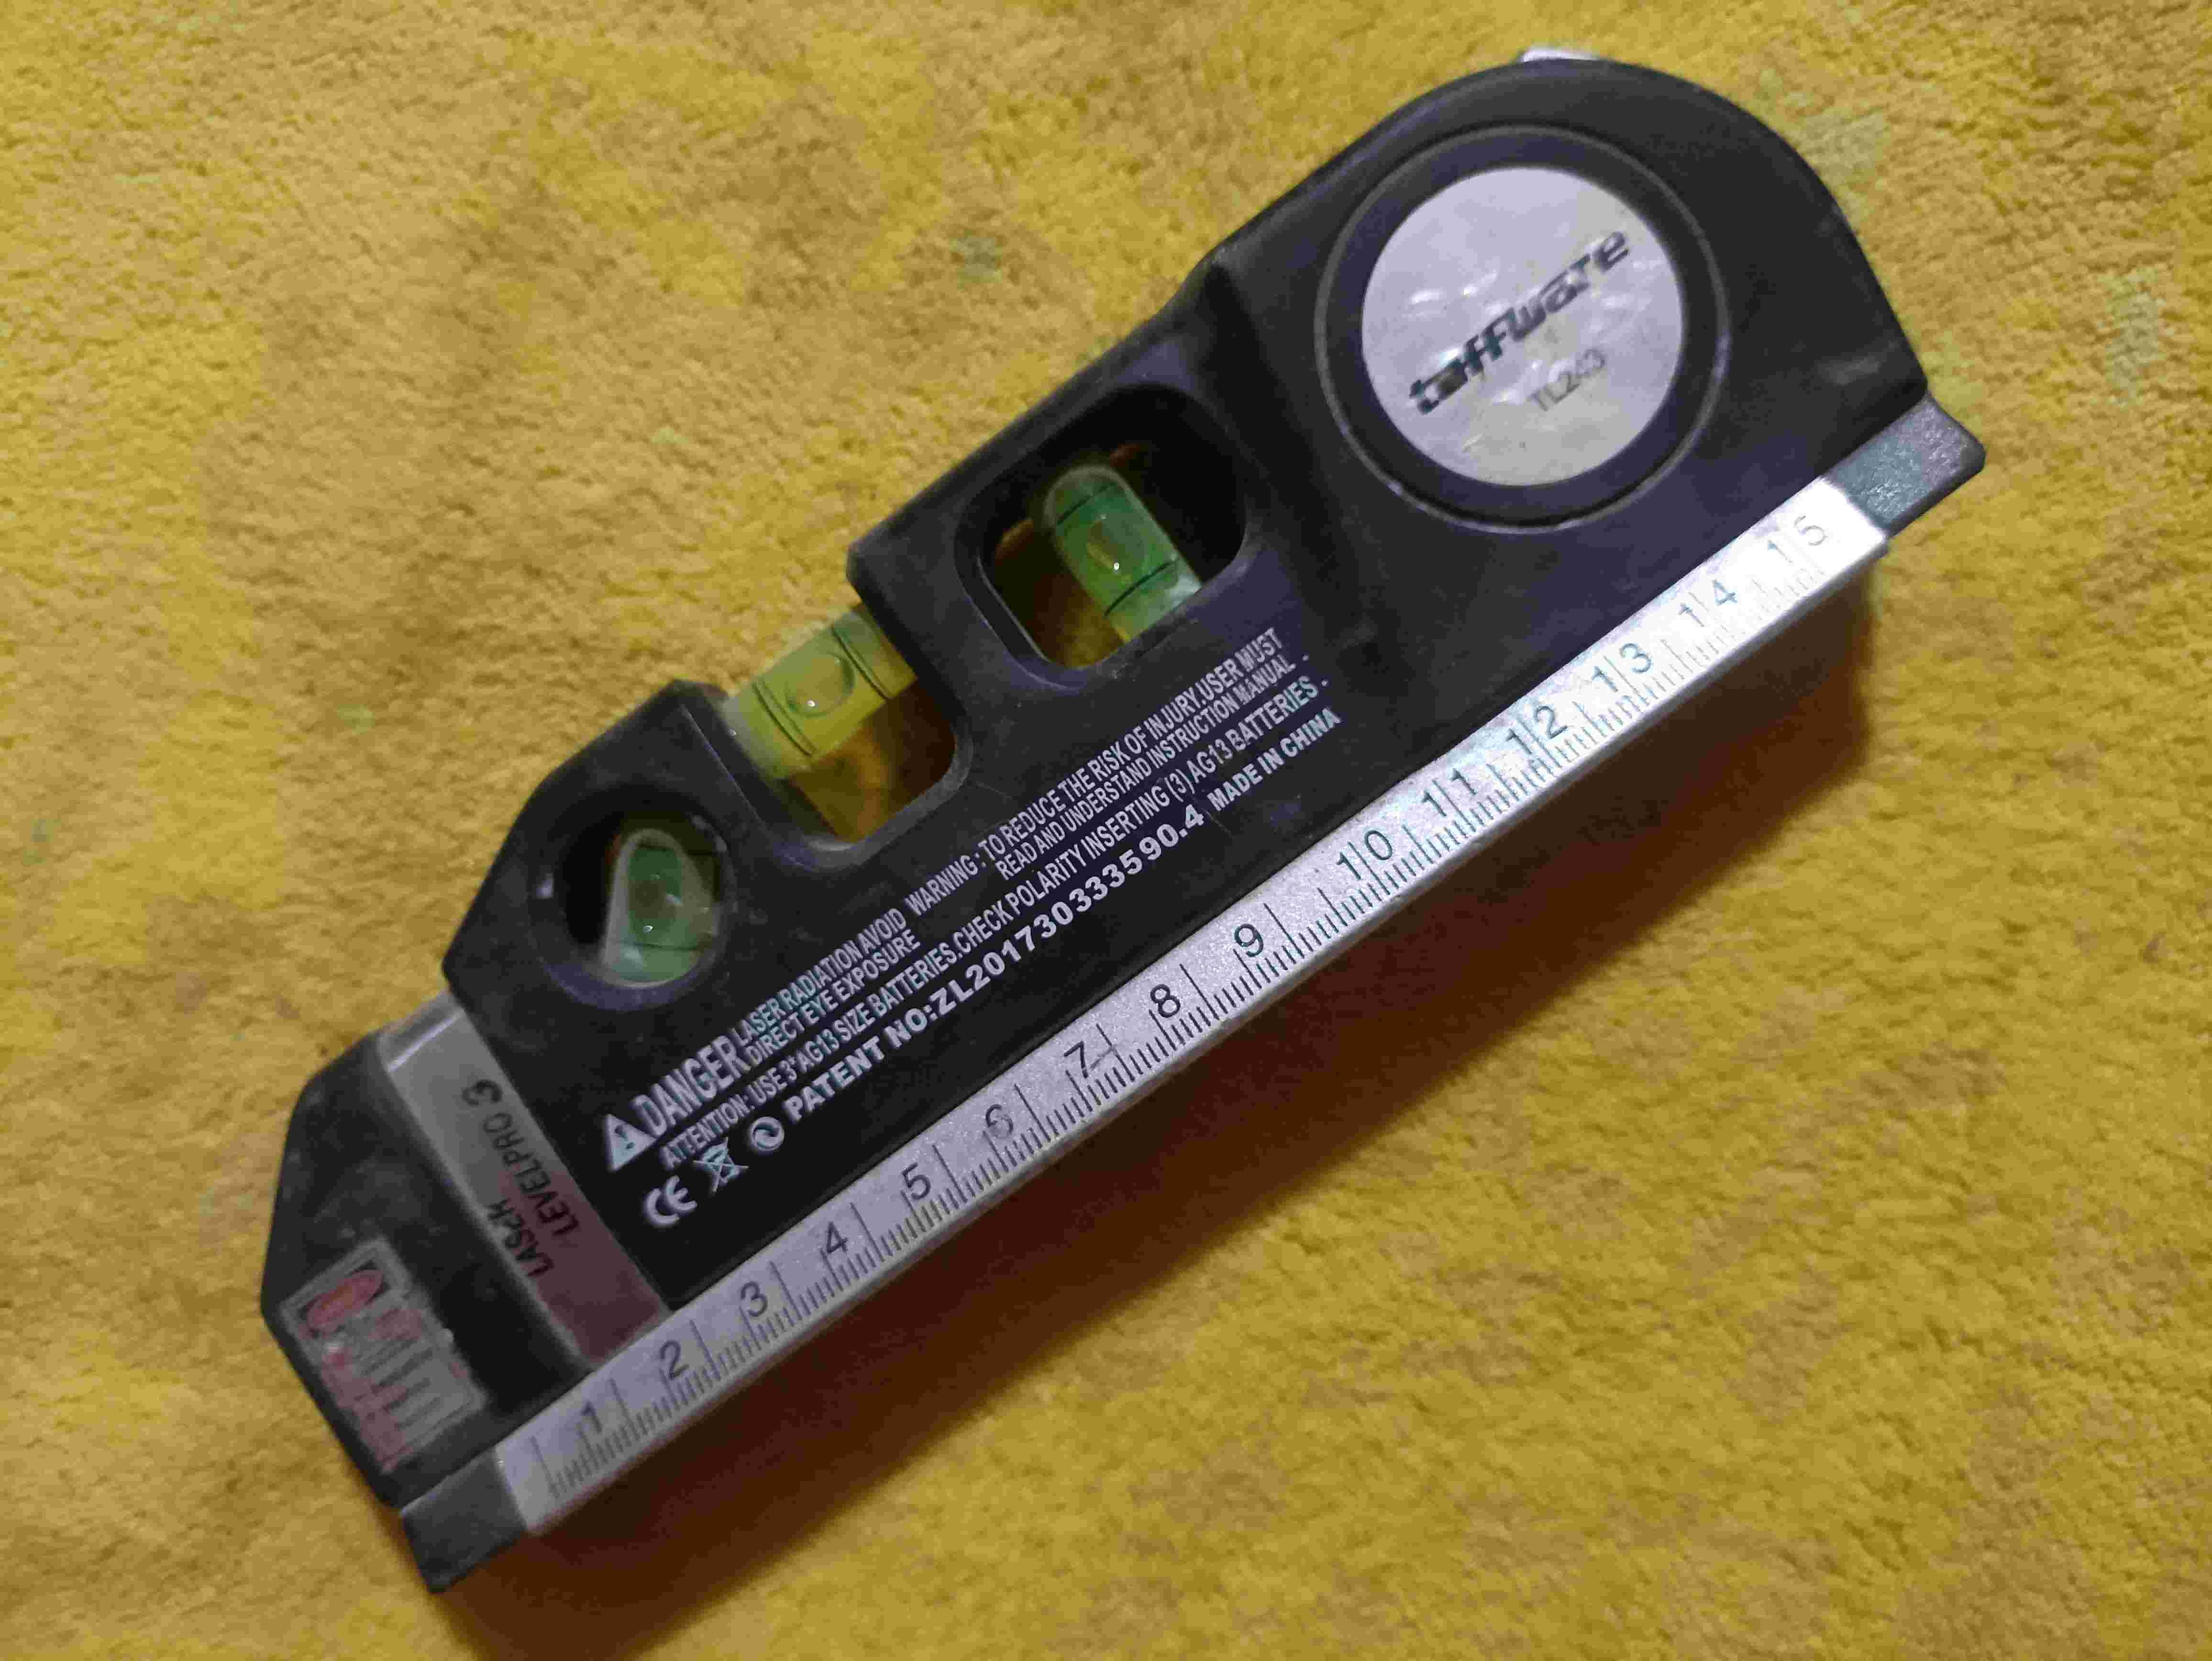 taffware
TL243
DANGER LASER RADIATION AVOID
DIRECT EYE EXPOSURE
WARNING: TO REDUCE THE RISK OF INJURY.USER MUST
READ AND UNDERSTAND INSTRUCTION MANUAL.
ATTENTION: USE 3*AG13 SIZE BATTERIES.CHECK POLARITY INSERTING (3) AG13 BATTERIES.
CE PATENT NO:ZL201730333590.4 MADE IN CHINA
LASER
LEVELPRO 3
1 2 3 4 5 6 7 8 9 10 11 12 13 14 15